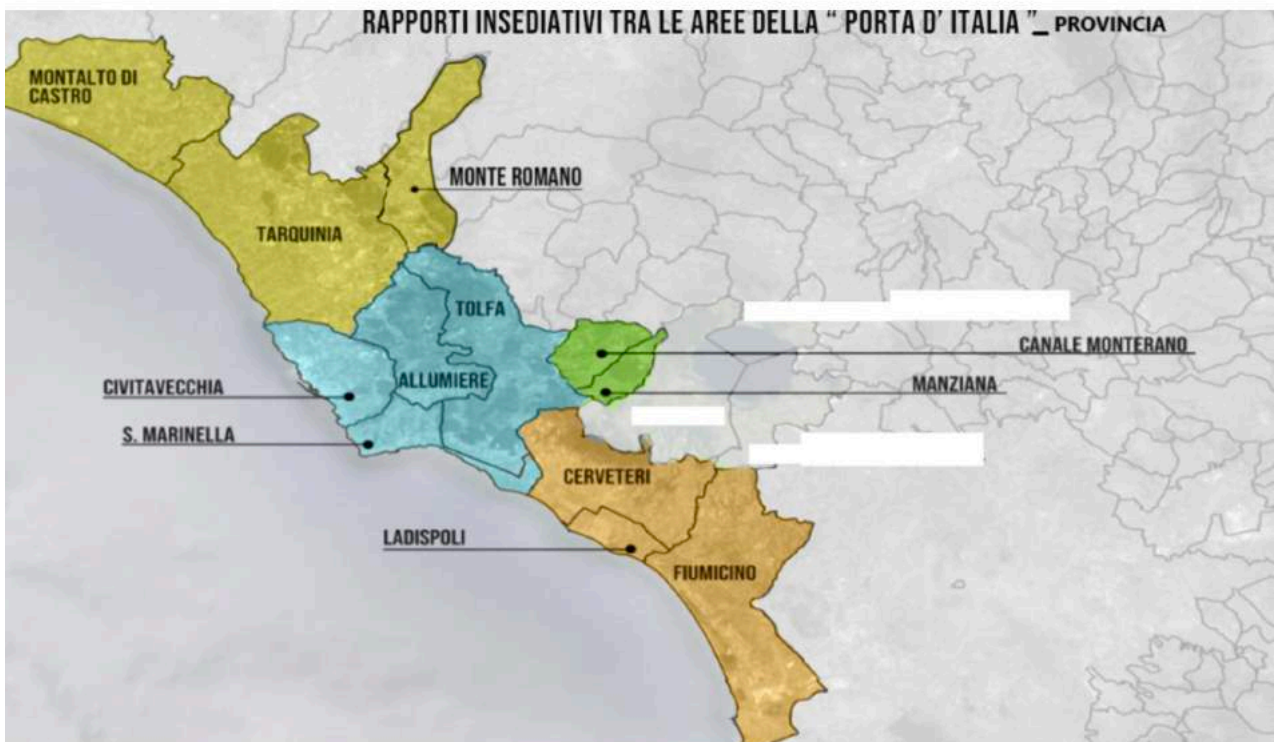 RAPPORTI INSEDIATIVI TRA LE AREE DELLA " PORTA D' ITALIA "_ PROVINCIA
MONTALTO DI
CASTRO
MONTE ROMANO
TARQUINIA
TOLFA
CANALE MONTERANO
ALLUMIERE
CIVITAVECCHIA
MANZIANA
S. MARINELLA
CERVETERI
LADISPOLI
FIUMICINO